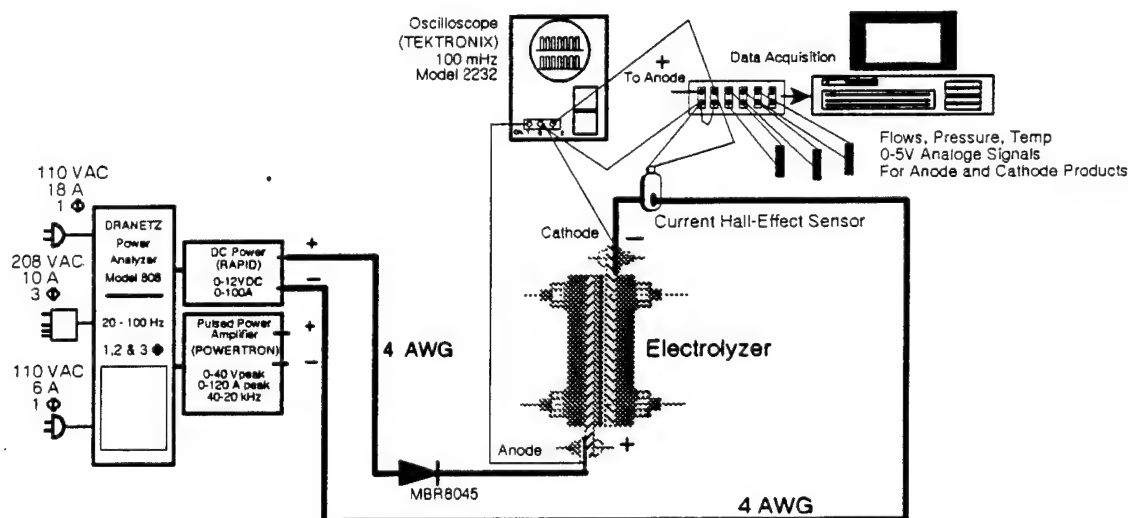 Oscilloscope
(TEKTRONIX)
100 mHz
Model 2232
+
To Anode
Data Acquisition
Flows, Pressure, Temp
0-5V Analoge Signals
For Anode and Cathode Products
110 VAC
18 A
1 Φ
208 VAC
10 A
3 Φ
110 VAC
6 A
1 Φ
DRANETZ
Power
Analyzer
Model 808
20 - 100 Hz
1,2 & 3 Φ
DC Power
(RAPID)
0-12VDC
0-100A
+
−
Pulsed Power
Amplifier
(POWERTRON)
0-40 Vpeak
0-120 A peak
40-20 kHz
+
−
4 AWG
Current Hall-Effect Sensor
Cathode
−
Electrolyzer
Anode
+
MBR8045
4 AWG